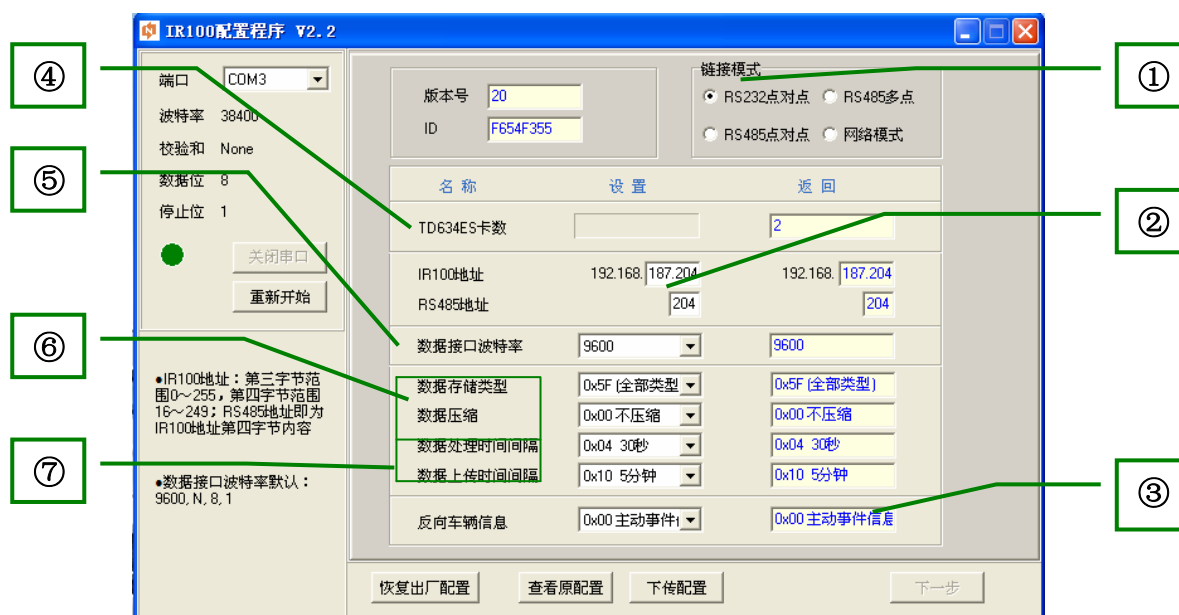 IR100配置程序 V2.2
④
⑤
⑥
⑦
①
②
③
端口 COM3
波特率 38400
校验和 None
数据位 8
停止位 1
关闭串口
重新开始
●IR100地址：第三字节范
围0～255，第四字节范围
16～249；RS485地址即为
IR100地址第四字节内容
●数据接口波特率默认：
9600,N,8,1
版本号 20
ID F654F355
链接模式
RS232点对点 RS485多点
RS485点对点 网络模式
名 称 设 置 返 回
TD634ES卡数 2
IR100地址 192.168. 187.204 192.168. 187.204
RS485地址 204 204
数据接口波特率 9600 9600
数据存储类型 0x5F (全部类型 0x5F (全部类型)
数据压缩 0x00 不压缩 0x00 不压缩
数据处理时间间隔 0x04 30秒 0x04 30秒
数据上传时间间隔 0x10 5分钟 0x10 5分钟
反向车辆信息 0x00 主动事件 0x00 主动事件信息
恢复出厂配置 查看原配置 下传配置 下一步